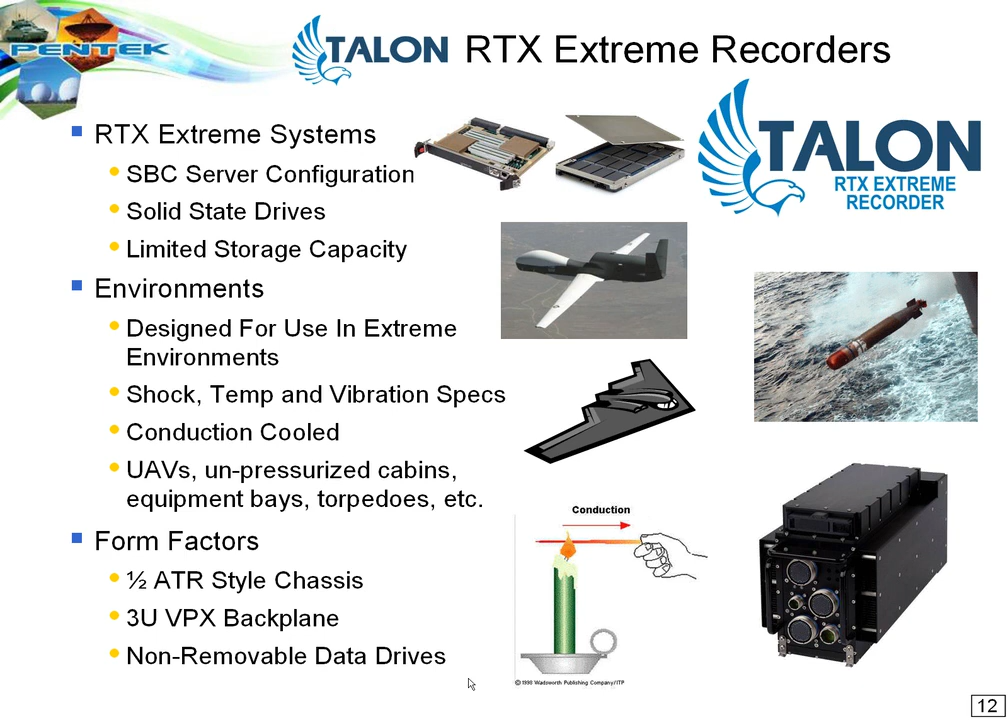 PENTEK
TALON RTX Extreme Recorders
RTX Extreme Systems
SBC Server Configuration
Solid State Drives
Limited Storage Capacity
Environments
Designed For Use In Extreme
Environments
Shock, Temp and Vibration Specs
Conduction Cooled
UAVs, un-pressurized cabins,
equipment bays, torpedoes, etc.
Form Factors
½ ATR Style Chassis
3U VPX Backplane
Non-Removable Data Drives
TALON
RTX EXTREME
RECORDER
Conduction
©1998 Wadsworth Publishing Company/ITP
12